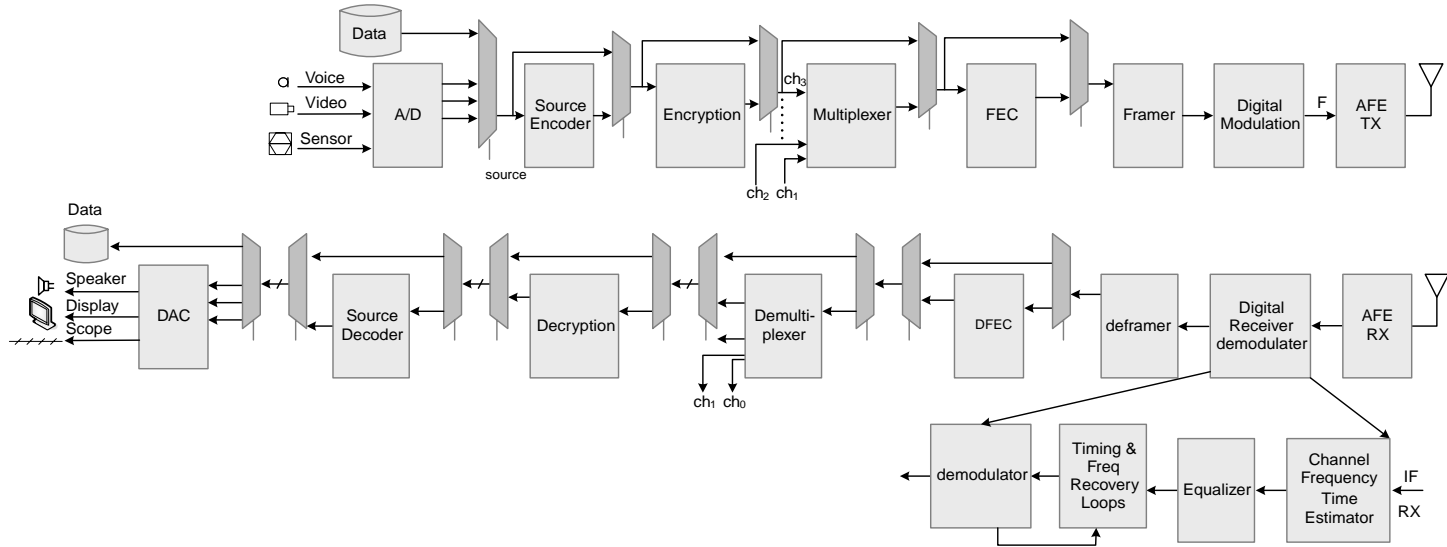 Data
Voice
Video
Sensor
A/D
source
Source
Encoder
Encryption
ch3
ch2
ch1
Multiplexer
FEC
Framer
Digital
Modulation
F
AFE
TX
Data
Speaker
Display
Scope
DAC
Source
Decoder
Decryption
Demulti-
plexer
ch1
ch0
DFEC
deframer
Digital
Receiver
demodulater
AFE
RX
demodulator
Timing &
Freq
Recovery
Loops
Equalizer
Channel
Frequency
Time
Estimator
IF
RX